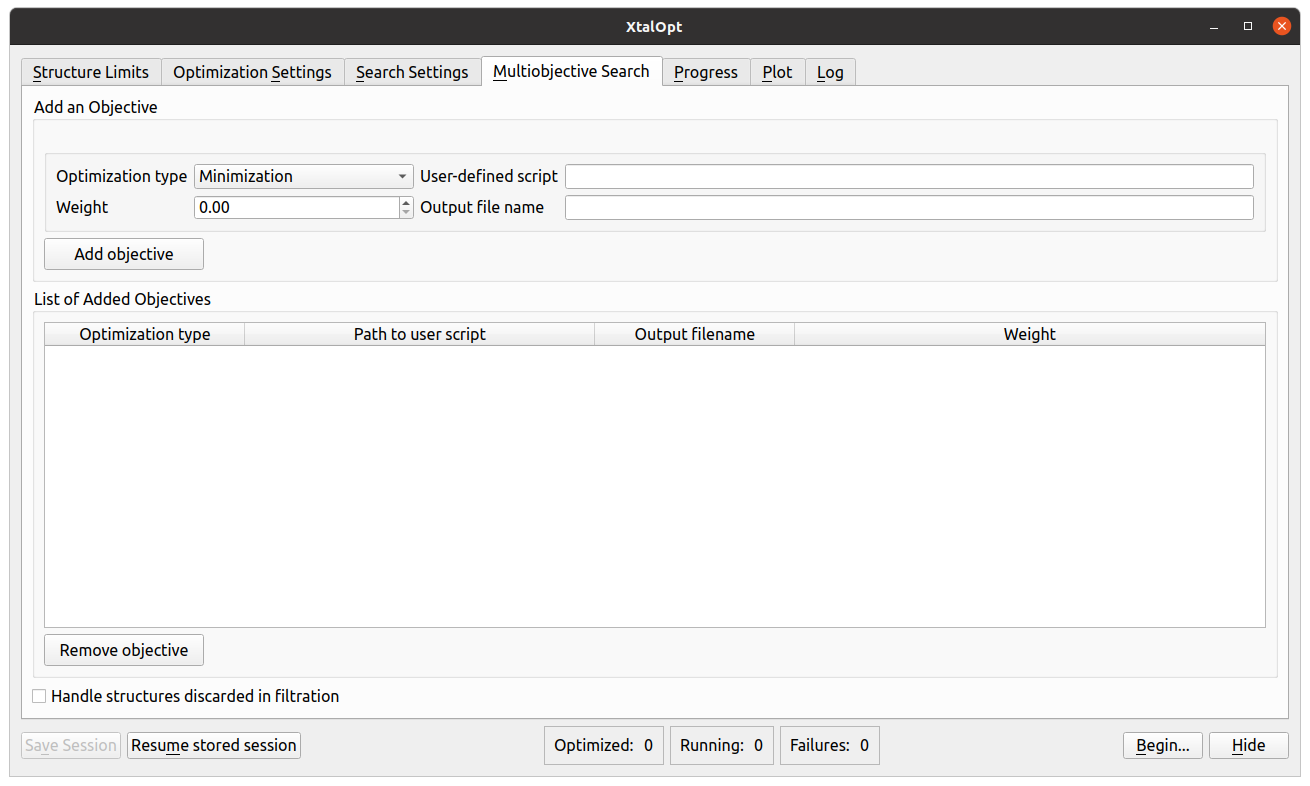 XtalOpt
Structure Limits Optimization Settings Search Settings Multiobjective Search Progress Plot Log
Add an Objective
Optimization type Minimization User-defined script
Weight 0.00 Output file name
Add objective
List of Added Objectives
Optimization type Path to user script Output filename Weight
Remove objective
Handle structures discarded in filtration
Save Session Resume stored session Optimized: 0 Running: 0 Failures: 0 Begin... Hide